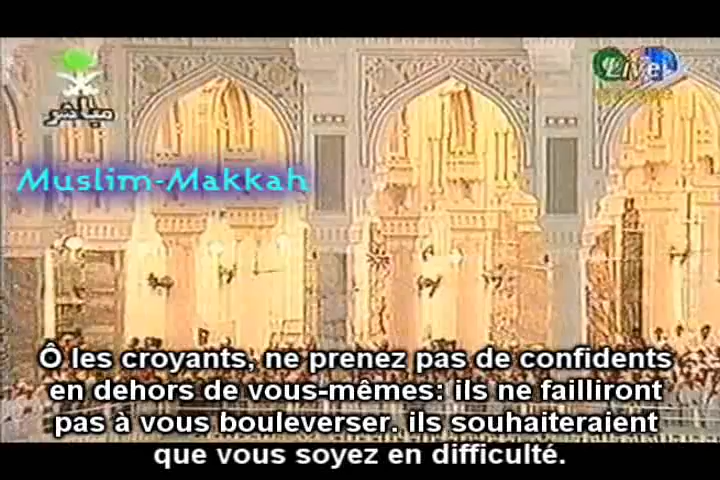 مباشر
Live
Muslim-Makkah
Ô les croyants, ne prenez pas de confidents
en dehors de vous-mêmes: ils ne failliront
pas à vous bouleverser. ils souhaiteraient
que vous soyez en difficulté.